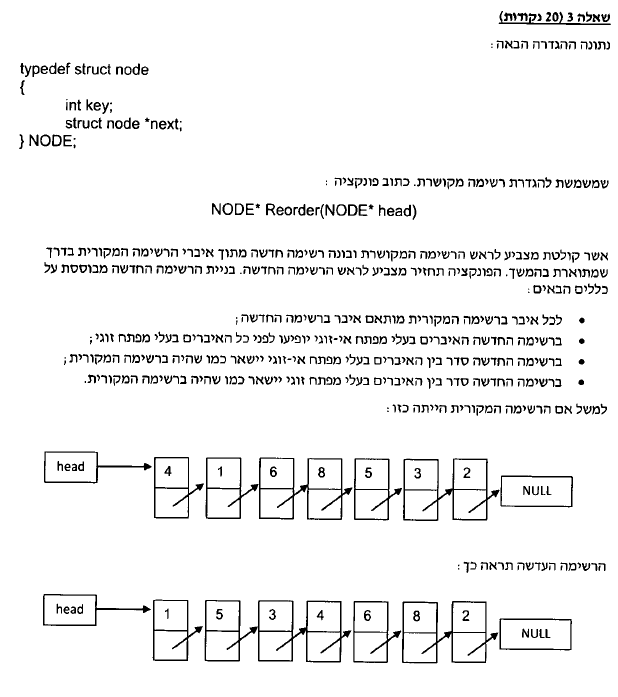 שאלה 3 (20 נקודות)
נתונה ההגדרה הבאה :
typedef struct node
{
int key;
struct node *next;
} NODE;
שמשמשת להגדרת רשימה מקושרת. כתוב פונקציה :
NODE* Reorder(NODE* head)
אשר קולטת מצביע לראש הרשימה המקושרת ובונה רשימה חדשה מתוך איברי הרשימה המקורית בדרך
שמתוארת בהמשך. הפונקציה תחזיר מצביע לראש הרשימה החדשה. בניית הרשימה החדשה מבוססת על
כללים הבאים :
• לכל איבר ברשימה המקורית מותאם איבר ברשימה החדשה;
• ברשימה החדשה האיברים בעלי מפתח אי-זוגי יופיעו לפני כל האיברים בעלי מפתח זוגי;
• ברשימה החדשה סדר בין האיברים בעלי מפתח אי-זוגי יישאר כמו שהיה ברשימה המקורית;
• ברשימה החדשה סדר בין האיברים בעלי מפתח זוגי יישאר כמו שהיה ברשימה המקורית.
למשל אם הרשימה המקורית הייתה כזו :
head 4 1 6 8 5 3 2 NULL
הרשימה העדשה תראה כך :
head 1 5 3 4 6 8 2 NULL